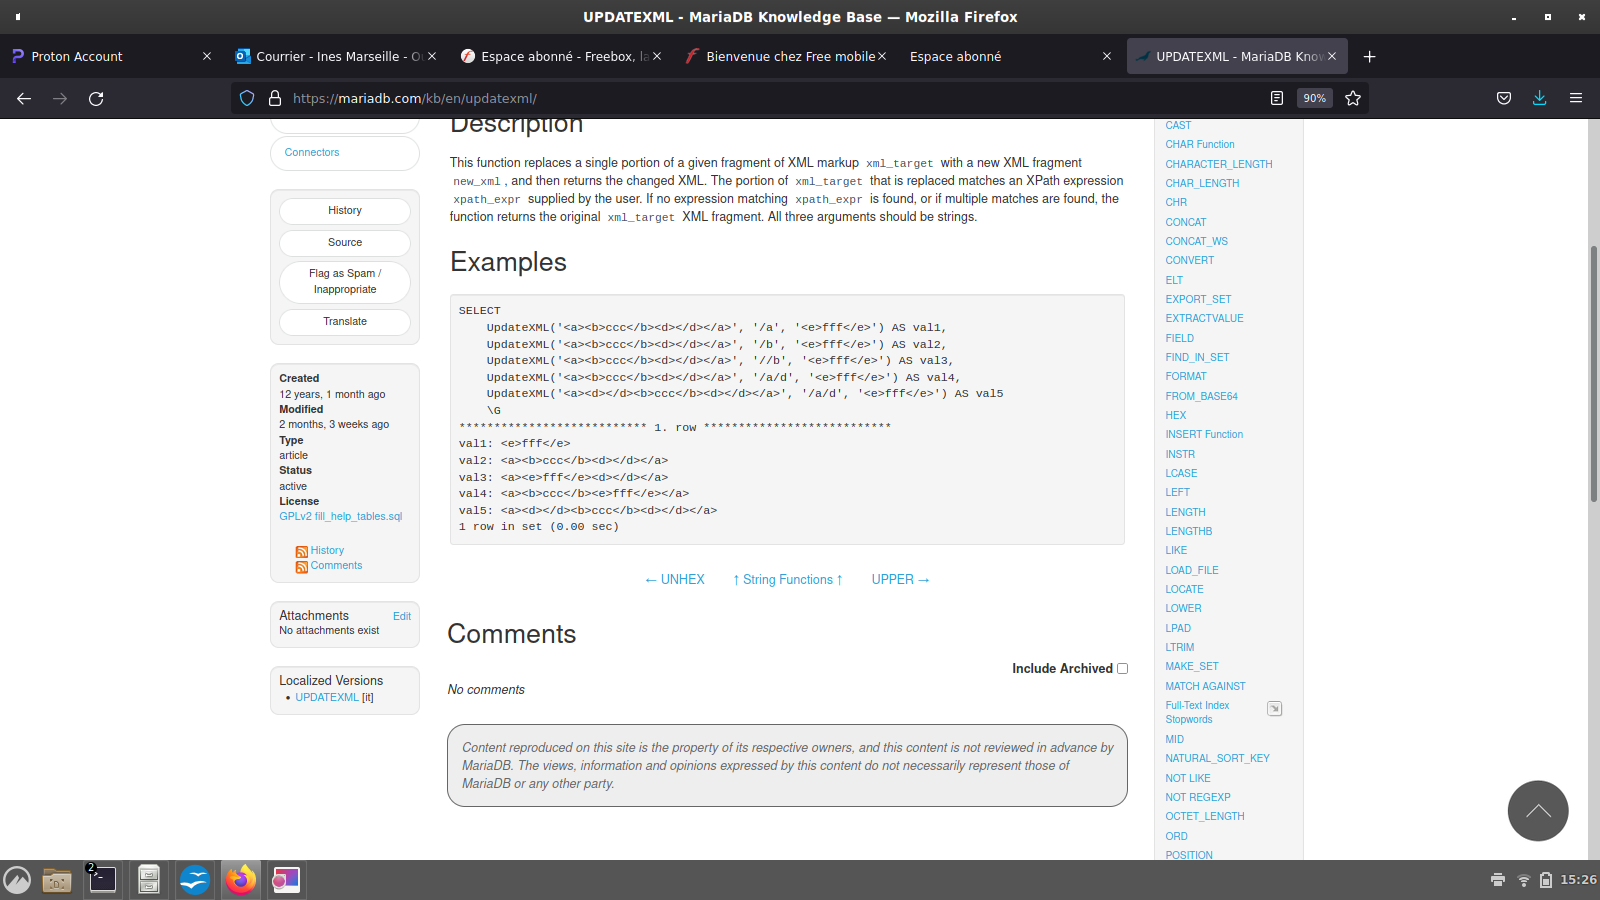 UPDATEXML - MariaDB Knowledge Base — Mozilla Firefox
Proton Account
Courrier - Ines Marseille - O
Espace abonné - Freebox, la
Bienvenue chez Free mobile
Espace abonné
UPDATEXML - MariaDB Know
https://mariadb.com/kb/en/updatexml/
90%
Connectors
History
Source
Flag as Spam /
Inappropriate
Translate
Created
12 years, 1 month ago
Modified
2 months, 3 weeks ago
Type
article
Status
active
License
GPLv2 fill_help_tables.sql
History
Comments
Attachments
Edit
No attachments exist
Localized Versions
• UPDATEXML [it]
Description
This function replaces a single portion of a given fragment of XML markup xml_target with a new XML fragment
new_xml , and then returns the changed XML. The portion of xml_target that is replaced matches an XPath expression
xpath_expr supplied by the user. If no expression matching xpath_expr is found, or if multiple matches are found, the
function returns the original xml_target XML fragment. All three arguments should be strings.
Examples
SELECT
    UpdateXML('<a><b>ccc</b><d></d></a>', '/a', '<e>fff</e>') AS val1,
    UpdateXML('<a><b>ccc</b><d></d></a>', '/b', '<e>fff</e>') AS val2,
    UpdateXML('<a><b>ccc</b><d></d></a>', '//b', '<e>fff</e>') AS val3,
    UpdateXML('<a><b>ccc</b><d></d></a>', '/a/d', '<e>fff</e>') AS val4,
    UpdateXML('<a><d></d><b>ccc</b><d></d></a>', '/a/d', '<e>fff</e>') AS val5
    \G
*************************** 1. row ***************************
val1: <e>fff</e>
val2: <a><b>ccc</b><d></d></a>
val3: <a><e>fff</e><d></d></a>
val4: <a><b>ccc</b><e>fff</e></a>
val5: <a><d></d><b>ccc</b><d></d></a>
1 row in set (0.00 sec)
← UNHEX
↑ String Functions ↑
UPPER →
Comments
Include Archived
No comments
Content reproduced on this site is the property of its respective owners, and this content is not reviewed in advance by
MariaDB. The views, information and opinions expressed by this content do not necessarily represent those of
MariaDB or any other party.
CAST
CHAR Function
CHARACTER_LENGTH
CHAR_LENGTH
CHR
CONCAT
CONCAT_WS
CONVERT
ELT
EXPORT_SET
EXTRACTVALUE
FIELD
FIND_IN_SET
FORMAT
FROM_BASE64
HEX
INSERT Function
INSTR
LCASE
LEFT
LENGTH
LENGTHB
LIKE
LOAD_FILE
LOCATE
LOWER
LPAD
LTRIM
MAKE_SET
MATCH AGAINST
Full-Text Index
Stopwords
MID
NATURAL_SORT_KEY
NOT LIKE
NOT REGEXP
OCTET_LENGTH
ORD
POSITION
2
15:26